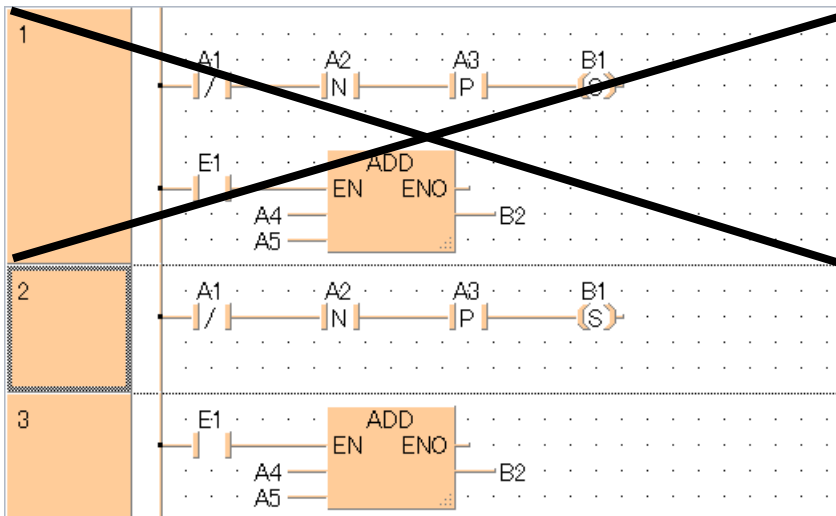 1
A1 A2 A3 B1
/ N P S
E1 ADD
EN ENO
A4 B2
A5
2
A1 A2 A3 B1
/ N P S
3
E1 ADD
EN ENO
A4 B2
A5